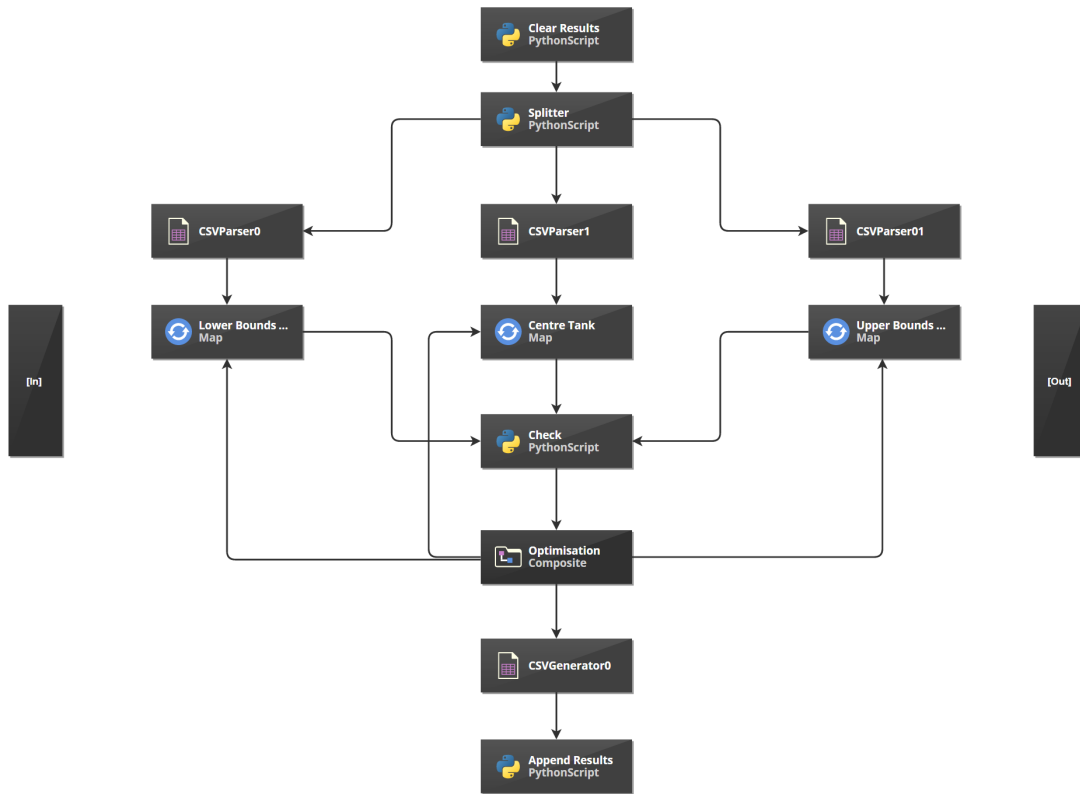 Clear Results
PythonScript
Splitter
PythonScript
CSVParser0
CSVParser1
CSVParser01
Lower Bounds ...
Map
Centre Tank
Map
Upper Bounds ...
Map
[In]
[Out]
Check
PythonScript
Optimisation
Composite
CSVGenerator0
Append Results
PythonScript